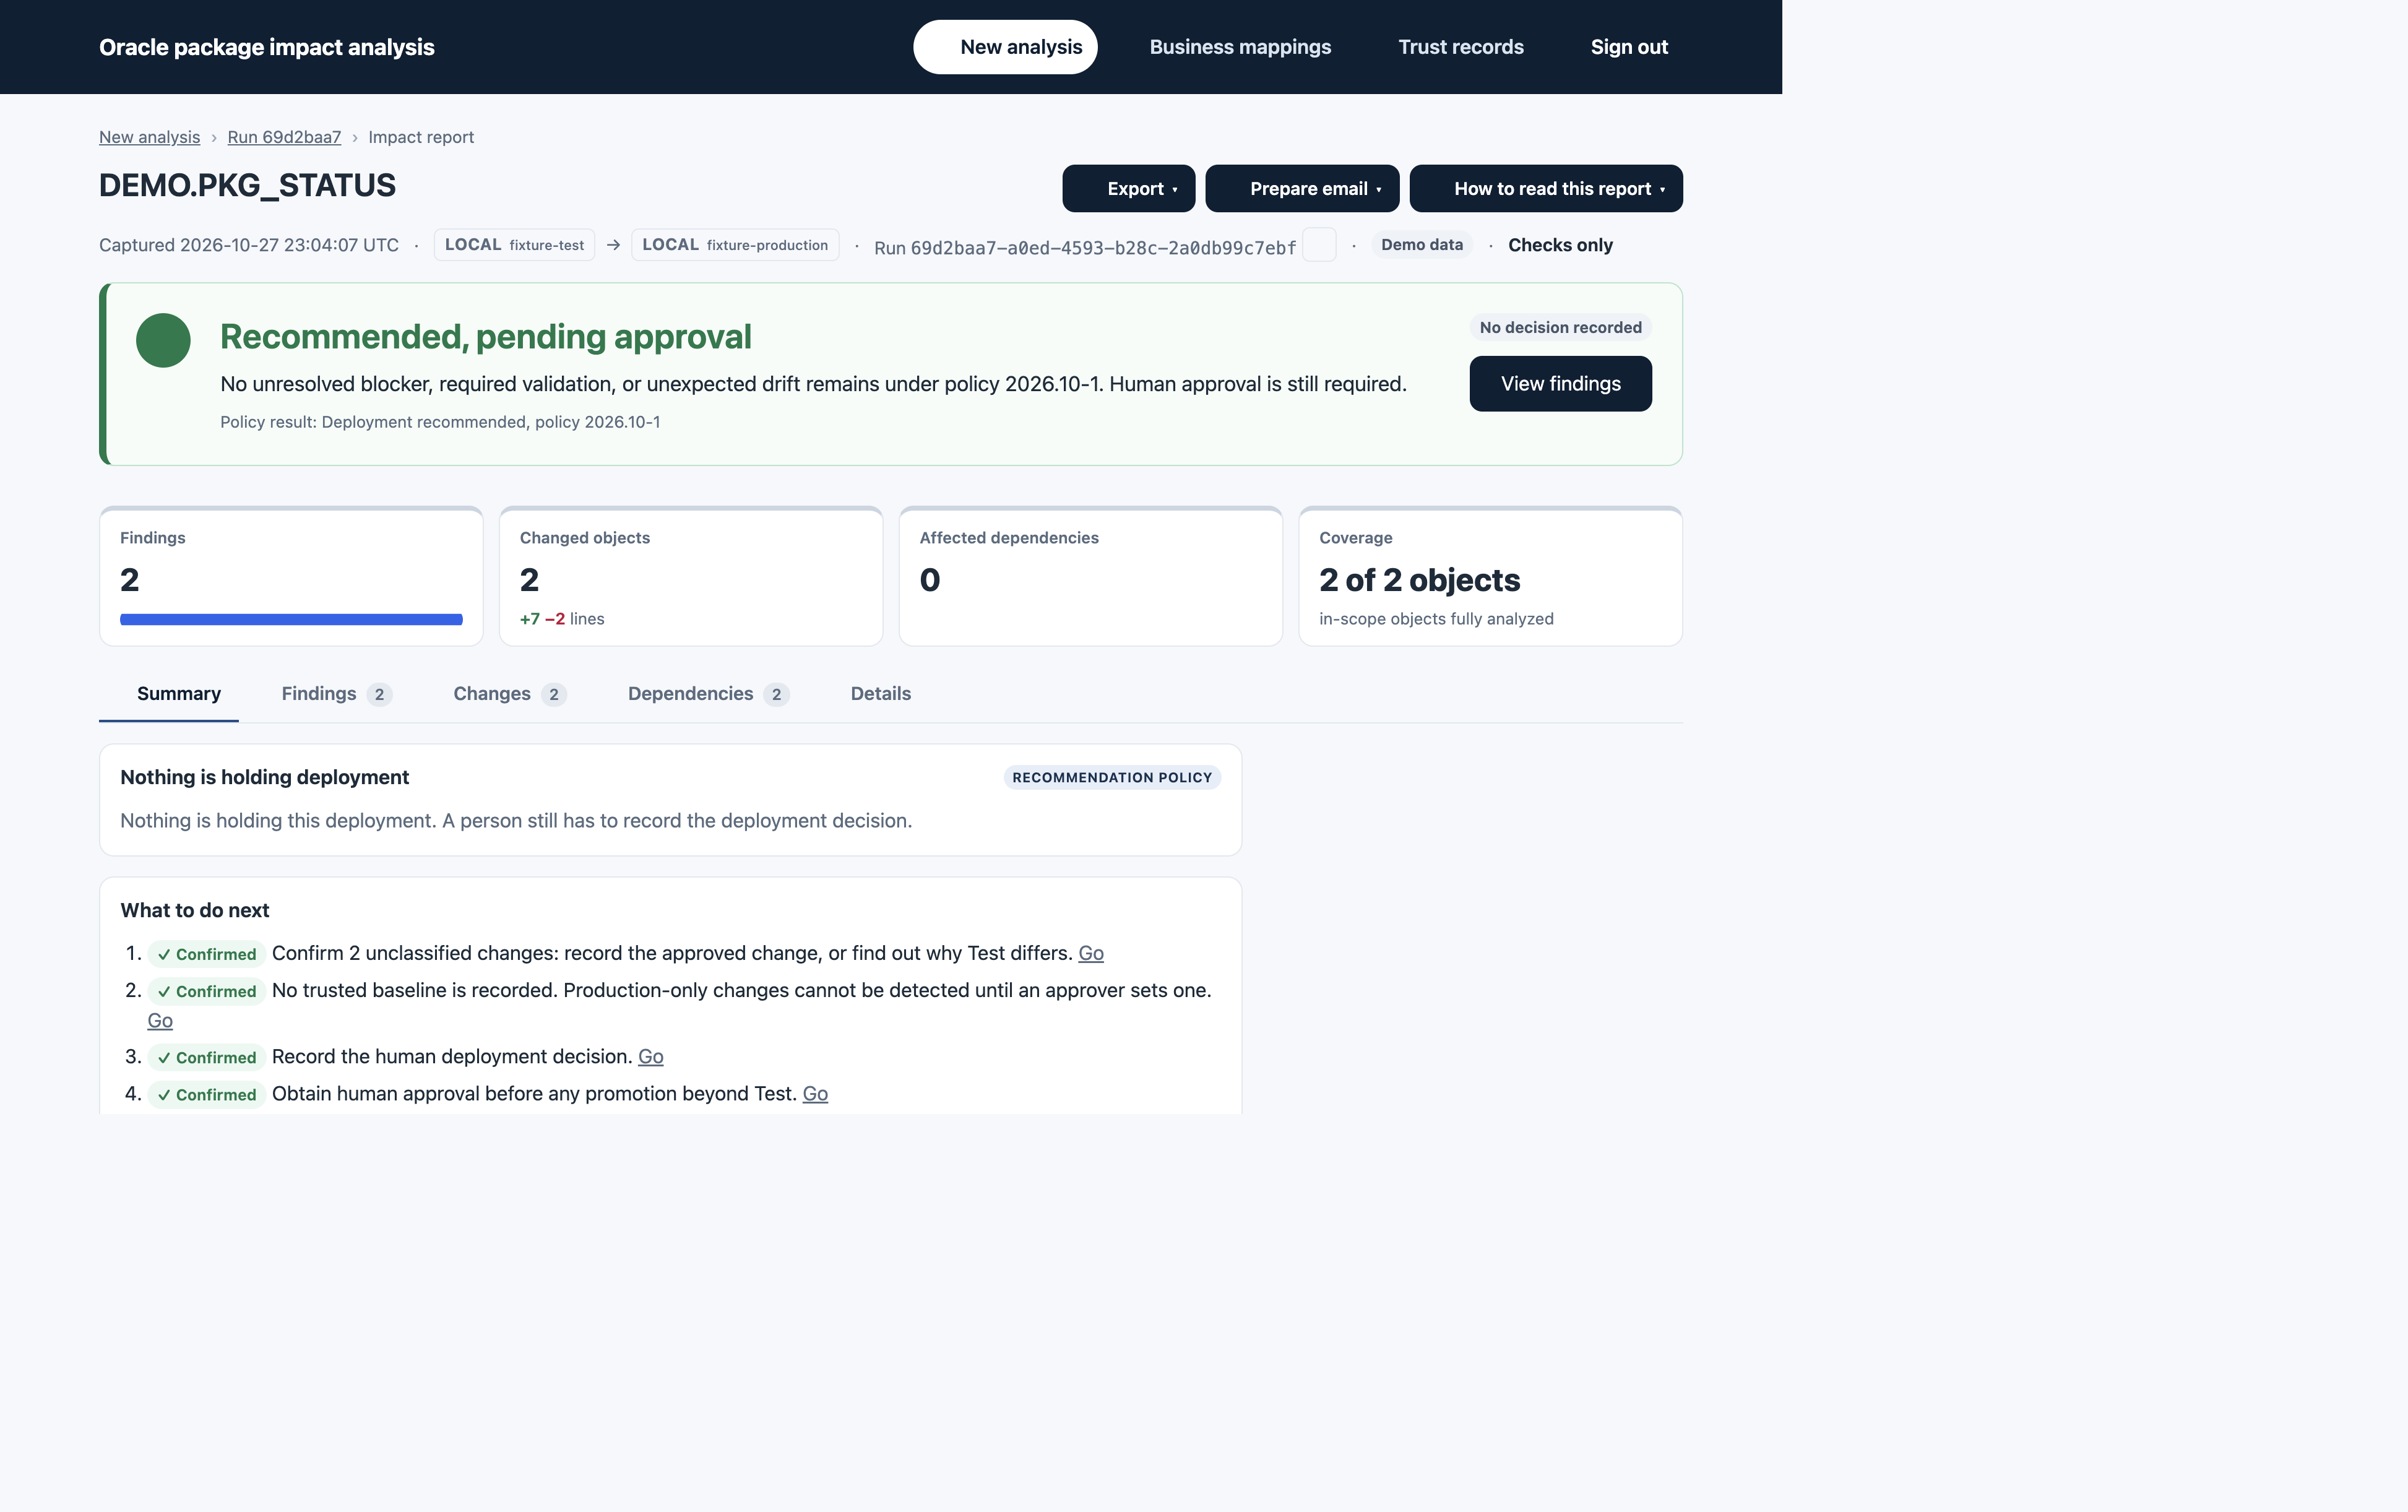 Oracle package impact analysis
New analysis
Business mappings
Trust records
Sign out
New analysis › Run 69d2baa7 › Impact report
DEMO.PKG_STATUS
Export ▾
Prepare email ▾
How to read this report ▾
Captured 2026-10-27 23:04:07 UTC · LOCAL fixture-test → LOCAL fixture-production · Run 69d2baa7-a0ed-4593-b28c-2a0db99c7ebf · Demo data · Checks only
Recommended, pending approval
No unresolved blocker, required validation, or unexpected drift remains under policy 2026.10-1. Human approval is still required.
Policy result: Deployment recommended, policy 2026.10-1
No decision recorded
View findings
Findings
2
Changed objects
2
+7 −2 lines
Affected dependencies
0
Coverage
2 of 2 objects
in-scope objects fully analyzed
Summary
Findings 2
Changes 2
Dependencies 2
Details
Nothing is holding deployment
RECOMMENDATION POLICY
Nothing is holding this deployment. A person still has to record the deployment decision.
What to do next
1. ✓ Confirmed Confirm 2 unclassified changes: record the approved change, or find out why Test differs. Go
2. ✓ Confirmed No trusted baseline is recorded. Production-only changes cannot be detected until an approver sets one.
Go
3. ✓ Confirmed Record the human deployment decision. Go
4. ✓ Confirmed Obtain human approval before any promotion beyond Test. Go